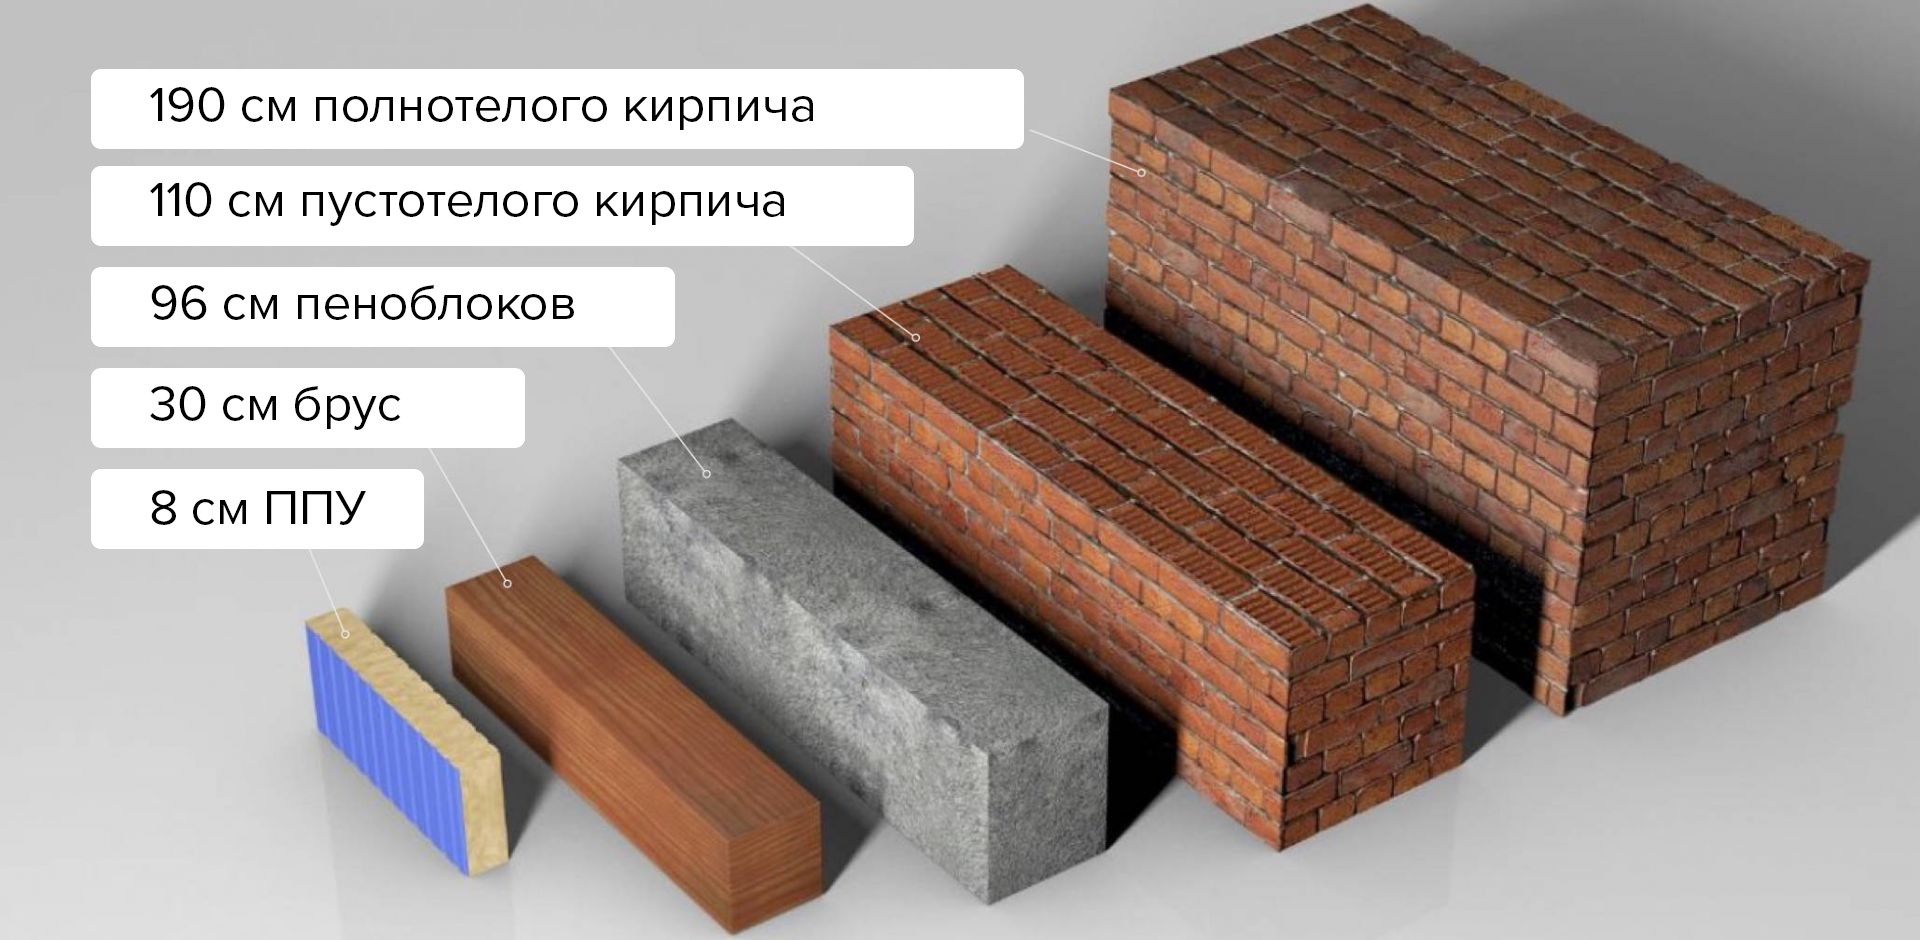 190 см полнотелого кирпича
110 см пустотелого кирпича
96 см пеноблоков
30 см брус
8 см ППУ